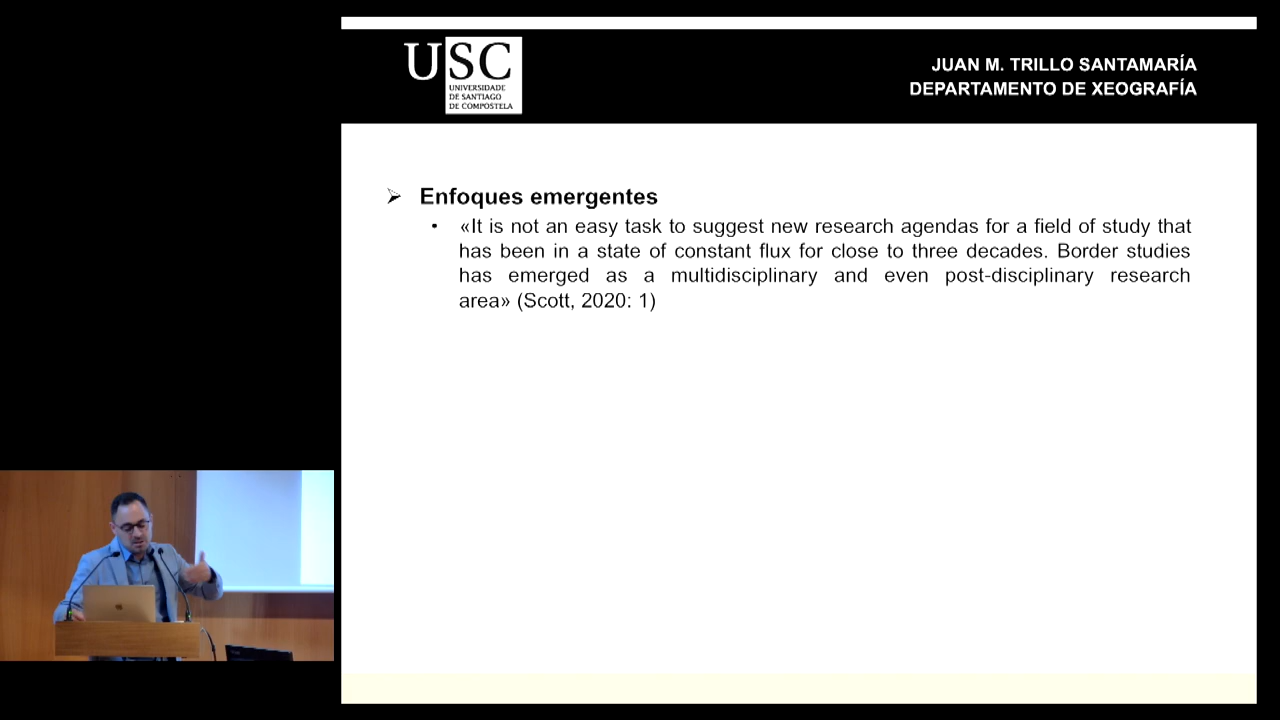 USC
UNIVERSIDADE
DE SANTIAGO
DE COMPOSTELA
JUAN M. TRILLO SANTAMARÍA
DEPARTAMENTO DE XEOGRAFÍA
➢ Enfoques emergentes
• «It is not an easy task to suggest new research agendas for a field of study that
has been in a state of constant flux for close to three decades. Border studies
has emerged as a multidisciplinary and even post-disciplinary research
area» (Scott, 2020: 1)